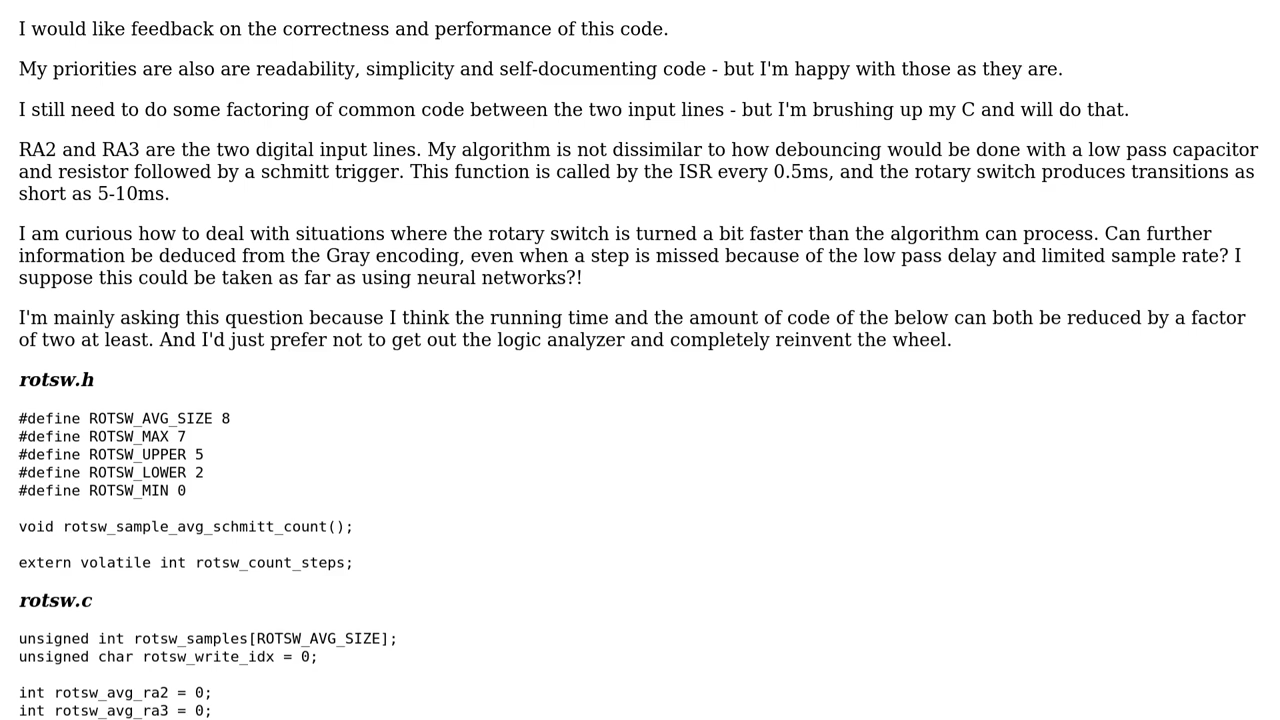 I would like feedback on the correctness and performance of this code.
My priorities are also are readability, simplicity and self-documenting code - but I'm happy with those as they are.
I still need to do some factoring of common code between the two input lines - but I'm brushing up my C and will do that.
RA2 and RA3 are the two digital input lines. My algorithm is not dissimilar to how debouncing would be done with a low pass capacitor
and resistor followed by a schmitt trigger. This function is called by the ISR every 0.5ms, and the rotary switch produces transitions as
short as 5-10ms.
I am curious how to deal with situations where the rotary switch is turned a bit faster than the algorithm can process. Can further
information be deduced from the Gray encoding, even when a step is missed because of the low pass delay and limited sample rate? I
suppose this could be taken as far as using neural networks?!
I'm mainly asking this question because I think the running time and the amount of code of the below can both be reduced by a factor
of two at least. And I'd just prefer not to get out the logic analyzer and completely reinvent the wheel.
rotsw.h
#define ROTSW_AVG_SIZE 8
#define ROTSW_MAX 7
#define ROTSW_UPPER 5
#define ROTSW_LOWER 2
#define ROTSW_MIN 0
void rotsw_sample_avg_schmitt_count();
extern volatile int rotsw_count_steps;
rotsw.c
unsigned int rotsw_samples[ROTSW_AVG_SIZE];
unsigned char rotsw_write_idx = 0;
int rotsw_avg_ra2 = 0;
int rotsw_avg_ra3 = 0;